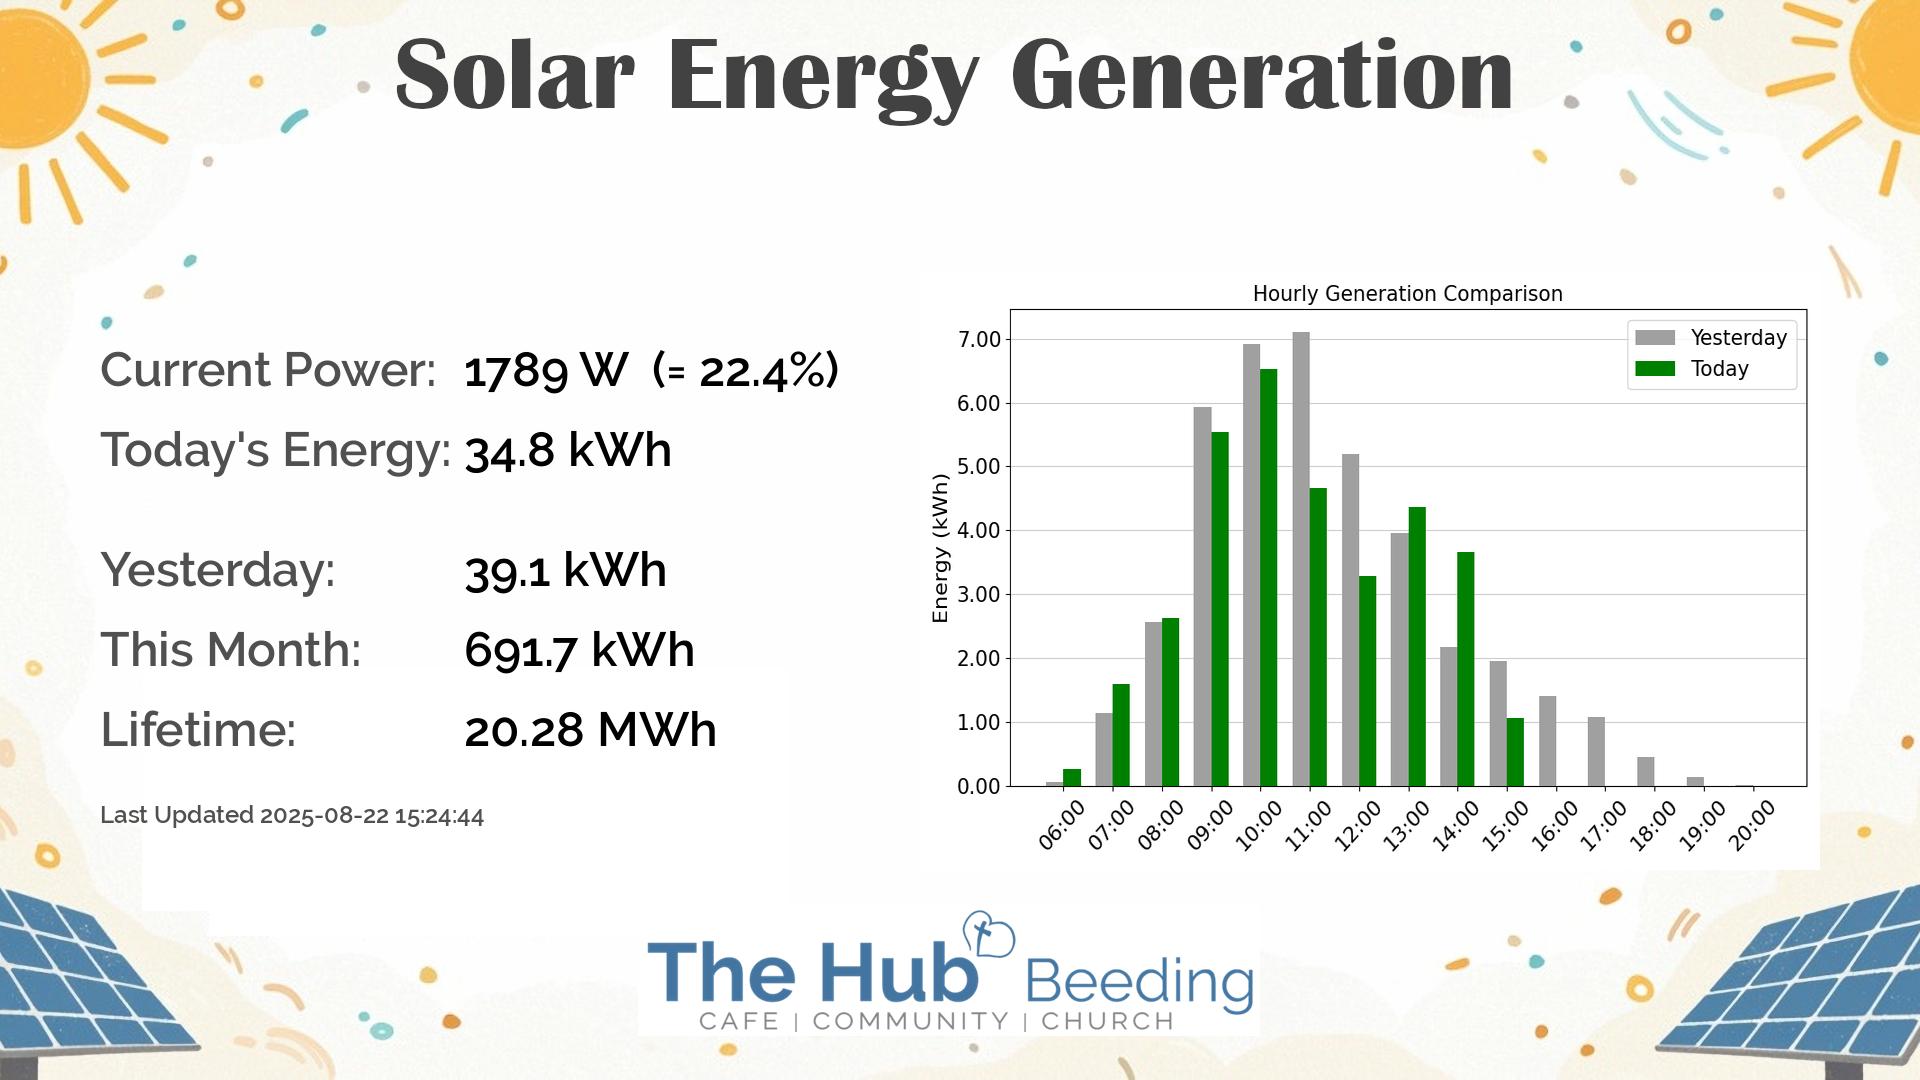 Solar Energy Generation
Current Power: 1789 W (= 22.4%)
Today's Energy: 34.8 kWh
Yesterday: 39.1 kWh
This Month: 691.7 kWh
Lifetime: 20.28 MWh
Last Updated 2025-08-22 15:24:44
Hourly Generation Comparison
Yesterday
Today
Energy (kWh)
7.00
6.00
5.00
4.00
3.00
2.00
1.00
0.00
06:00 07:00 08:00 09:00 10:00 11:00 12:00 13:00 14:00 15:00 16:00 17:00 18:00 19:00 20:00
The Hub Beeding
CAFE | COMMUNITY | CHURCH